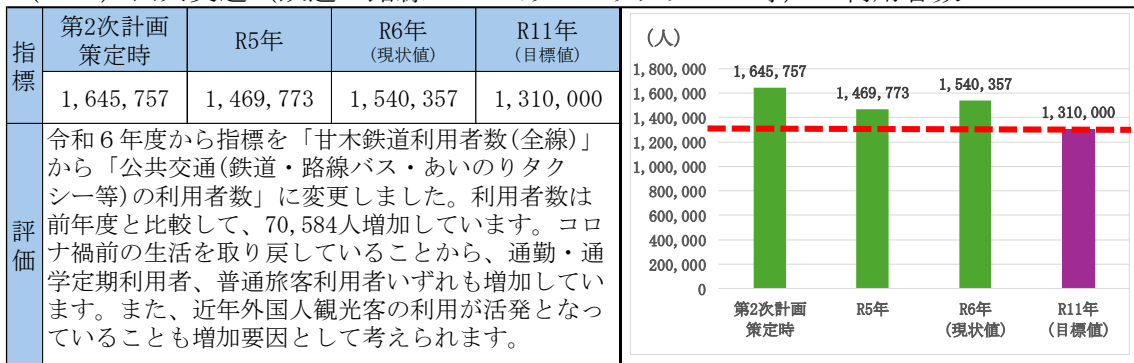 指標
第2次計画
策定時
R5年
R6年
(現状値)
R11年
(目標値)
1,645,757
1,469,773
1,540,357
1,310,000
評価
令和６年度から指標を「甘木鉄道利用者数(全線)」
から「公共交通(鉄道・路線バス・あいのりタク
シー等)の利用者数」に変更しました。利用者数は
前年度と比較して、70,584人増加しています。コロ
ナ禍前の生活を取り戻していることから、通勤・通
学定期利用者、普通旅客利用者いずれも増加してい
ます。また、近年外国人観光客の利用が活発となっ
ていることも増加要因として考えられます。
(人)
1,800,000
1,600,000
1,400,000
1,200,000
1,000,000
800,000
600,000
400,000
200,000
0
1,645,757
1,469,773
1,540,357
1,310,000
第2次計画
策定時
R5年
R6年
(現状値)
R11年
(目標値)